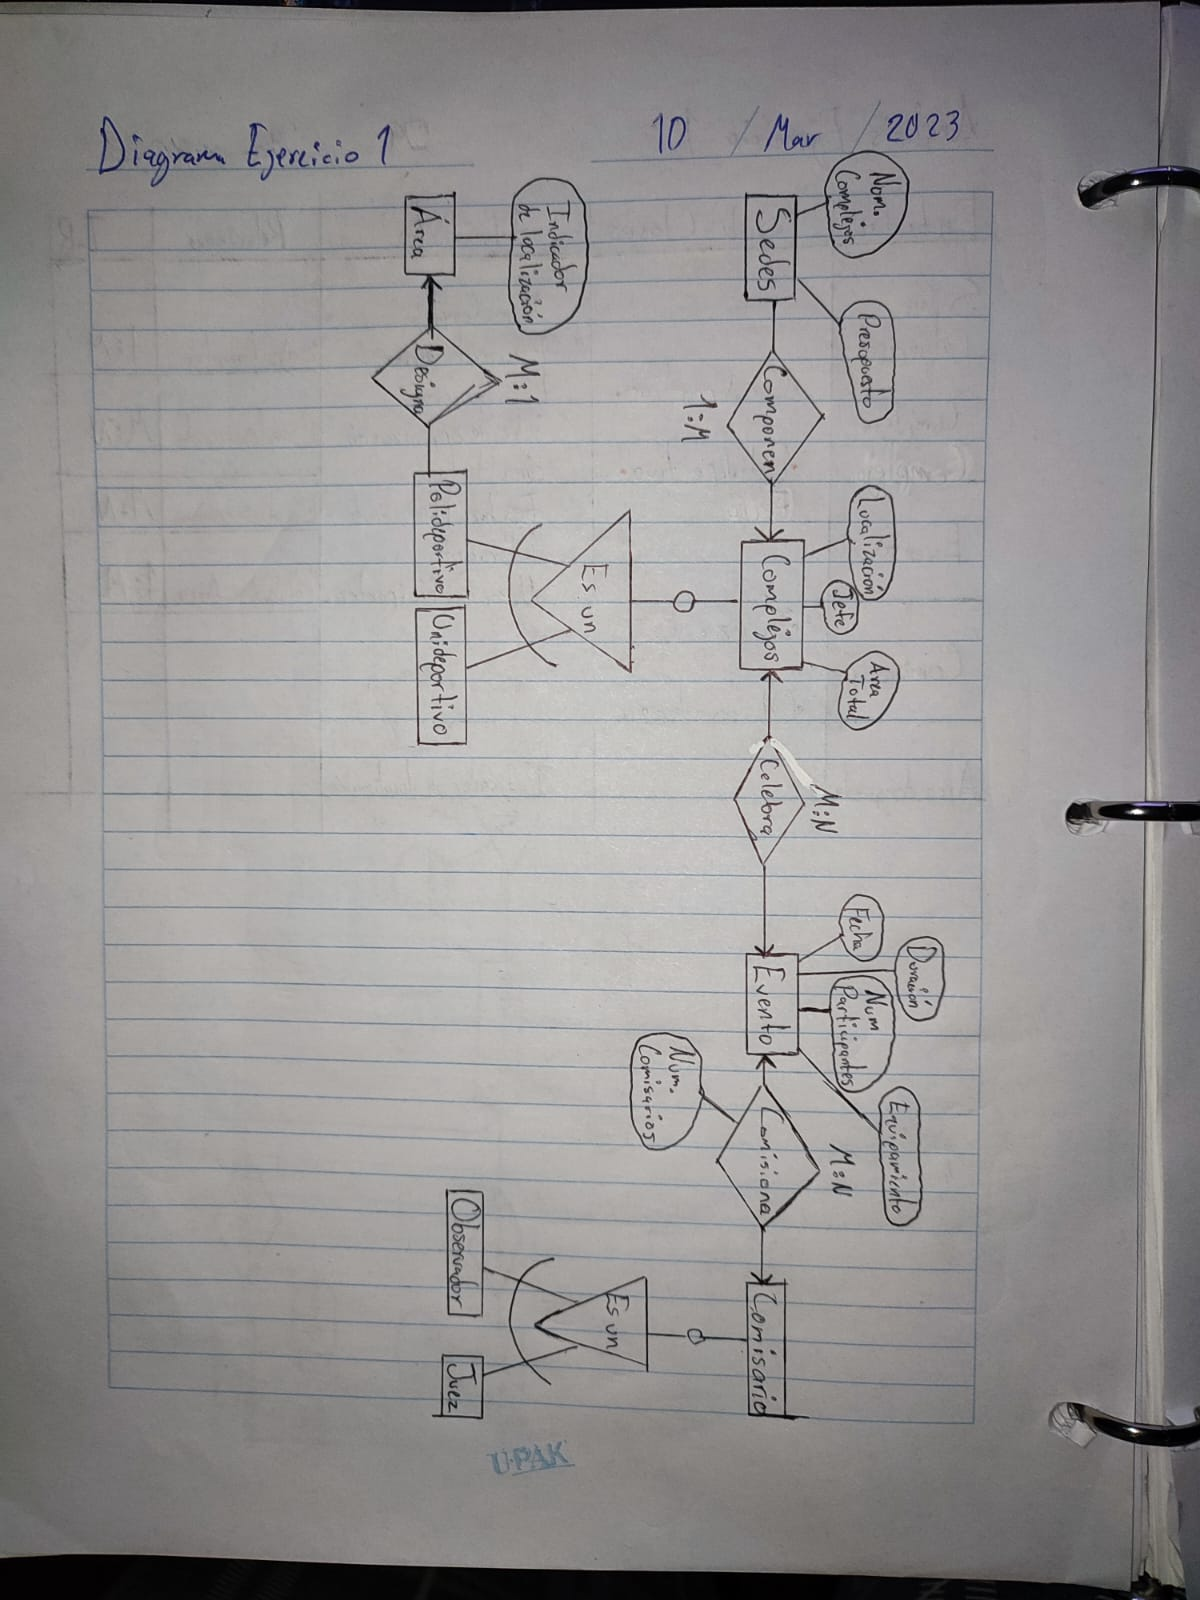 Diagrama Ejercicio 1
10 / Mar / 2023
Nom.
Complejos
Presupuesto
Sedes
Componen
1:M
Localización
Jefe
Area
Total
Complejos
Celebra
M:N
Fecha
Duración
Num
Participantes
Equipamiento
Evento
Num.
Comisarios
Comisiona
M:N
Comisario
Es un
Observador
Juez
Es un
Polideportivo
Unideportivo
Designa
M:1
Indicador
de localización
Área
U·PAK